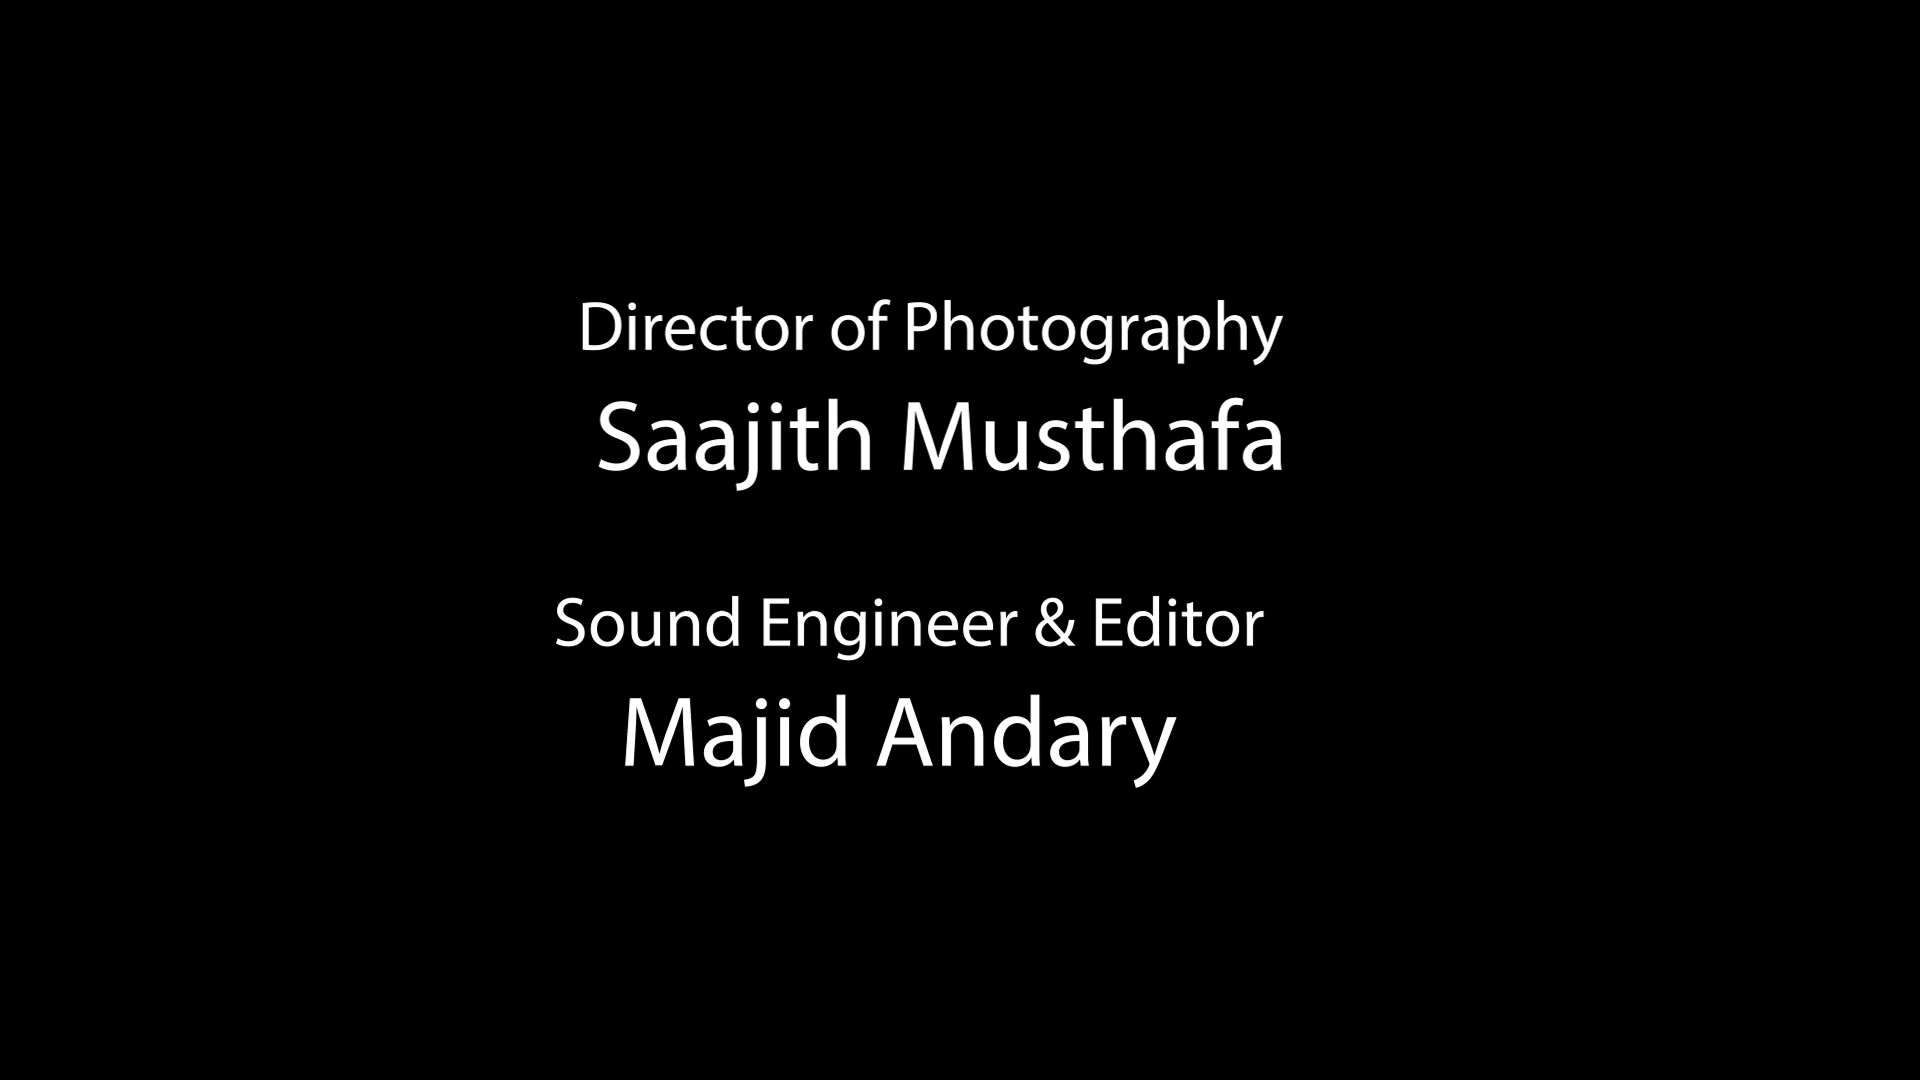 Director of Photography
Saajith Musthafa
Sound Engineer & Editor
Majid Andary